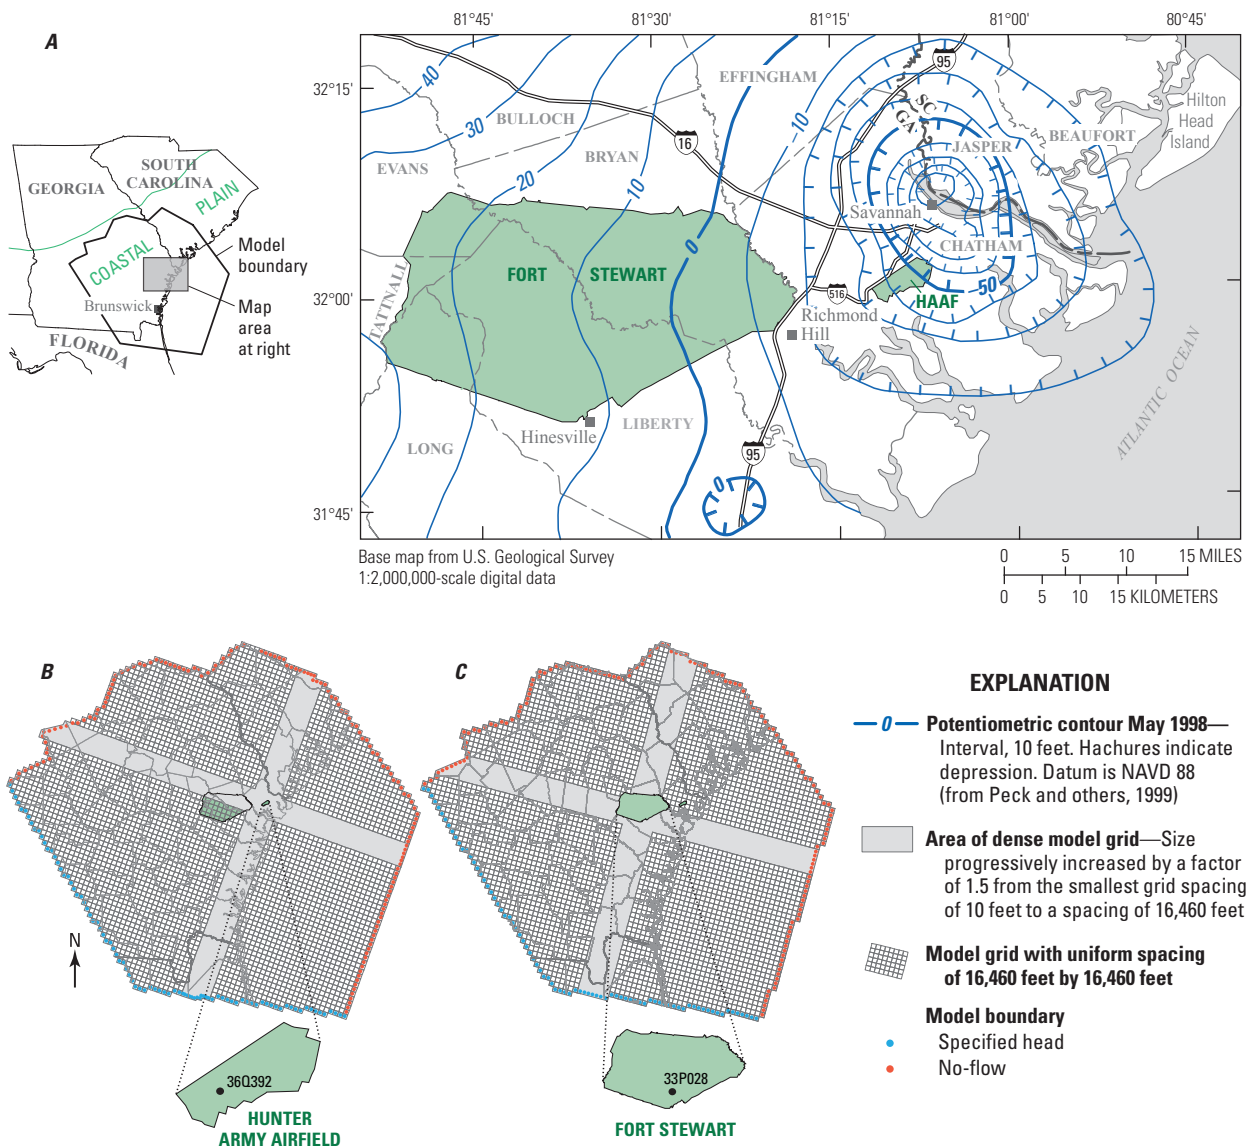 A
GEORGIA
SOUTH
CAROLINA
COASTAL
PLAIN
Brunswick
FLORIDA
Model
boundary
Map
area
at right
81°45'
81°30'
81°15'
81°00'
80°45'
32°15'
32°00'
31°45'
40
30
20
10
0
10
50
0
EFFINGHAM
BULLOCH
BRYAN
EVANS
TATTNALL
LONG
LIBERTY
JASPER
BEAUFORT
CHATHAM
SC
GA
Hilton
Head
Island
Savannah
Richmond
Hill
Hinesville
FORT STEWART
HAAF
16
95
516
95
ATLANTIC OCEAN
Base map from U.S. Geological Survey
1:2,000,000-scale digital data
0 5 10 15 MILES
0 5 10 15 KILOMETERS
B
C
N
36Q392
HUNTER
ARMY AIRFIELD
33P028
FORT STEWART
EXPLANATION
0 Potentiometric contour May 1998—
Interval, 10 feet. Hachures indicate
depression. Datum is NAVD 88
(from Peck and others, 1999)
Area of dense model grid—Size
progressively increased by a factor
of 1.5 from the smallest grid spacing
of 10 feet to a spacing of 16,460 feet
Model grid with uniform spacing
of 16,460 feet by 16,460 feet
Model boundary
Specified head
No-flow